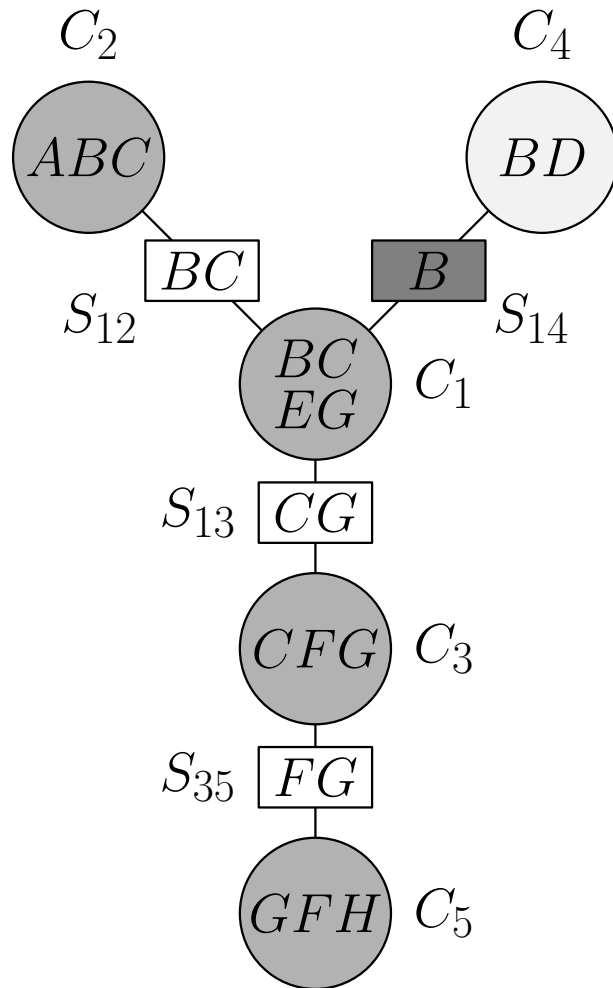 C₂
C₄
ABC
BD
BC
B
S₁₂
S₁₄
BC
EG
C₁
S₁₃
CG
CFG
C₃
S₃₅
FG
GFH
C₅